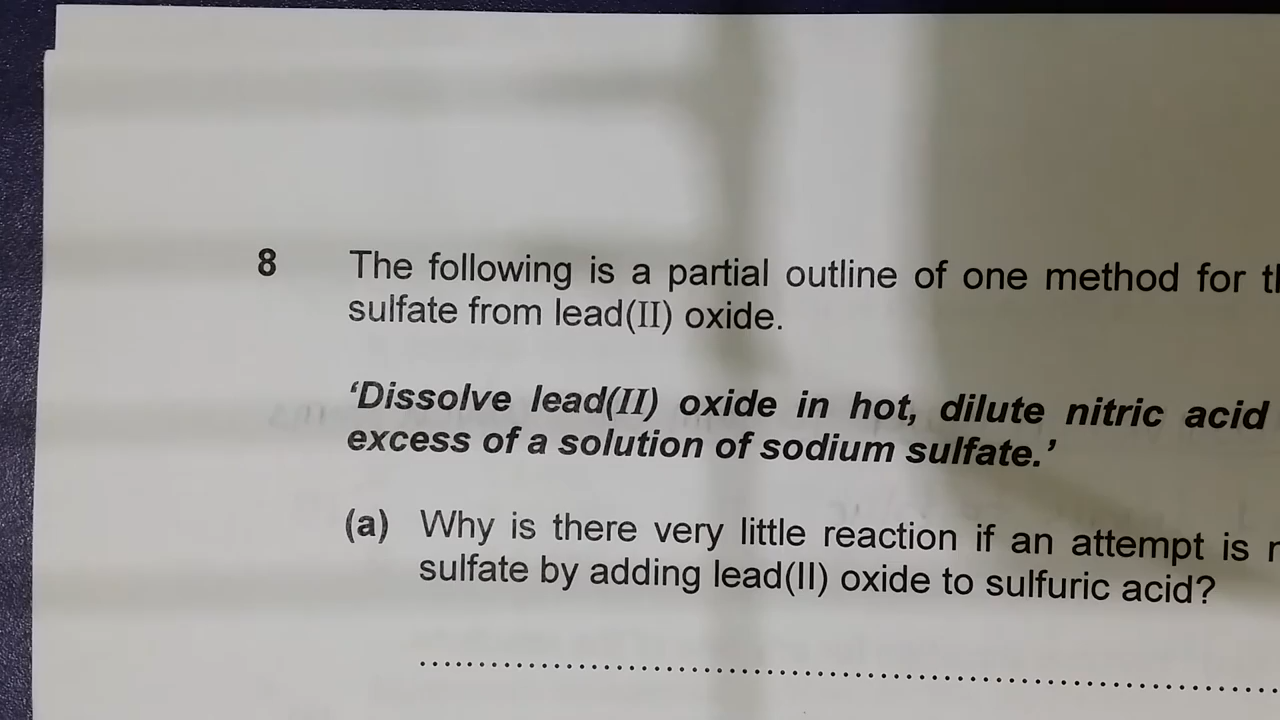 8 The following is a partial outline of one method for
sulfate from lead(II) oxide.
‘Dissolve lead(II) oxide in hot, dilute nitric acid
excess of a solution of sodium sulfate.’
(a) Why is there very little reaction if an attempt is
sulfate by adding lead(II) oxide to sulfuric acid?